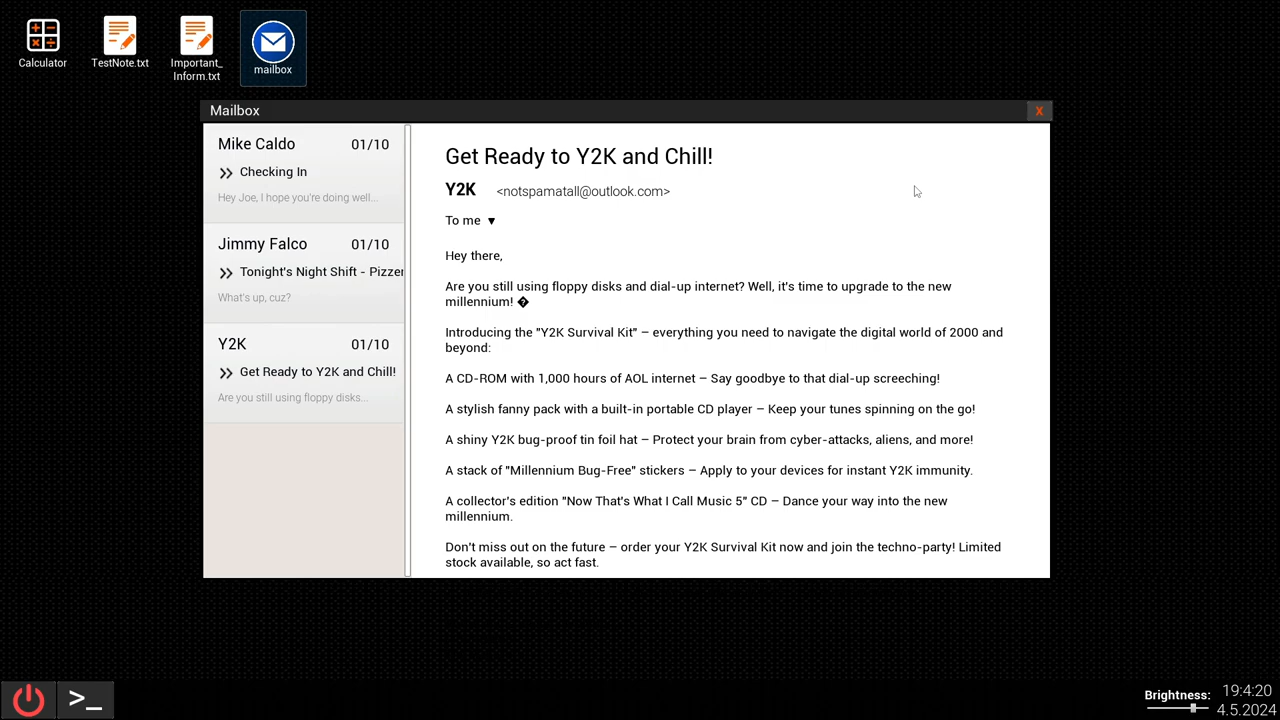 Calculator
TestNote.txt
Important_
Inform.txt
mailbox
Mailbox
X
Mike Caldo 01/10
Checking In
Hey Joe, I hope you're doing well...
Jimmy Falco 01/10
Tonight's Night Shift - Pizzer
What's up, cuz?
Y2K 01/10
Get Ready to Y2K and Chill!
Are you still using floppy disks...
Get Ready to Y2K and Chill!
Y2K <notspamatall@outlook.com>
To me ▼
Hey there,
Are you still using floppy disks and dial-up internet? Well, it's time to upgrade to the new
millennium! �
Introducing the "Y2K Survival Kit" – everything you need to navigate the digital world of 2000 and
beyond:
A CD-ROM with 1,000 hours of AOL internet – Say goodbye to that dial-up screeching!
A stylish fanny pack with a built-in portable CD player – Keep your tunes spinning on the go!
A shiny Y2K bug-proof tin foil hat – Protect your brain from cyber-attacks, aliens, and more!
A stack of "Millennium Bug-Free" stickers – Apply to your devices for instant Y2K immunity.
A collector's edition "Now That's What I Call Music 5" CD – Dance your way into the new
millennium.
Don't miss out on the future – order your Y2K Survival Kit now and join the techno-party! Limited
stock available, so act fast.
>_
Brightness:
19:4:20
4.5.2024